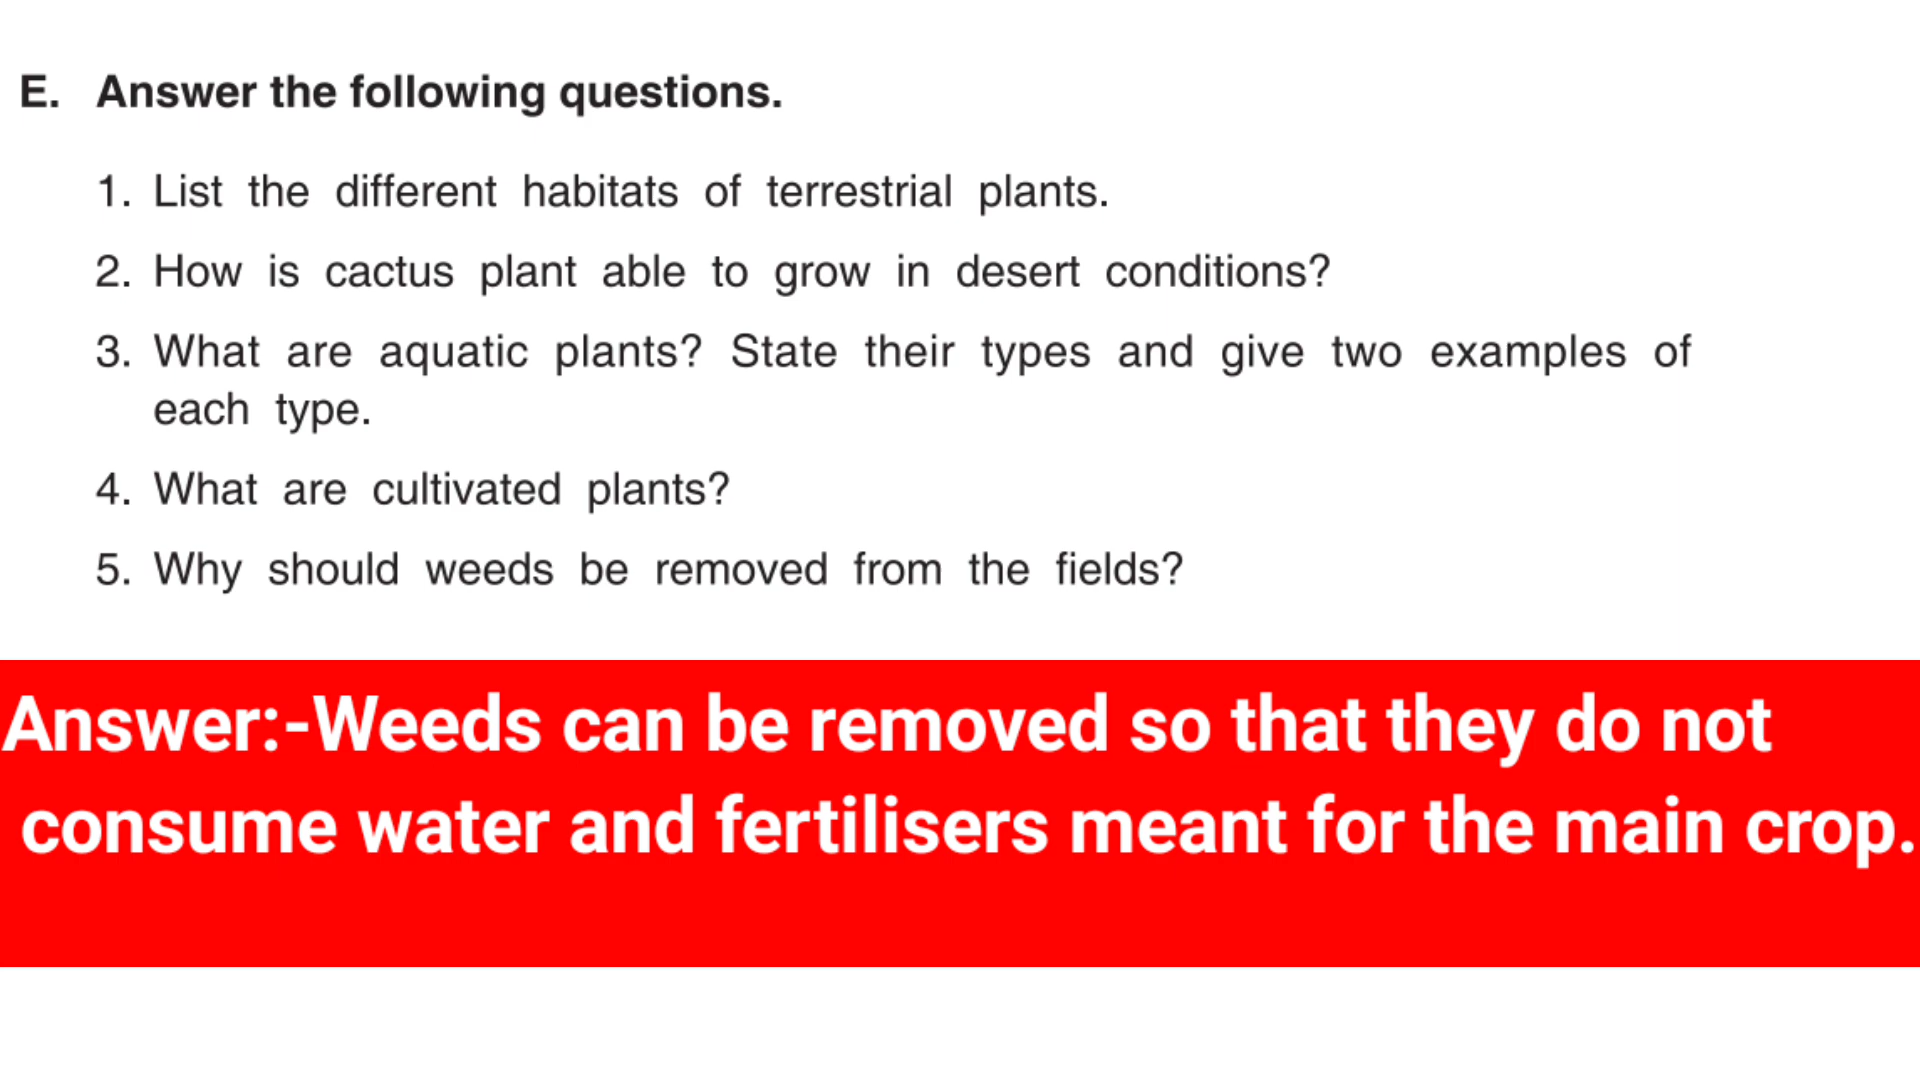 E. Answer the following questions.
1. List the different habitats of terrestrial plants.
2. How is cactus plant able to grow in desert conditions?
3. What are aquatic plants? State their types and give two examples of
each type.
4. What are cultivated plants?
5. Why should weeds be removed from the fields?
Answer:-Weeds can be removed so that they do not
consume water and fertilisers meant for the main crop.